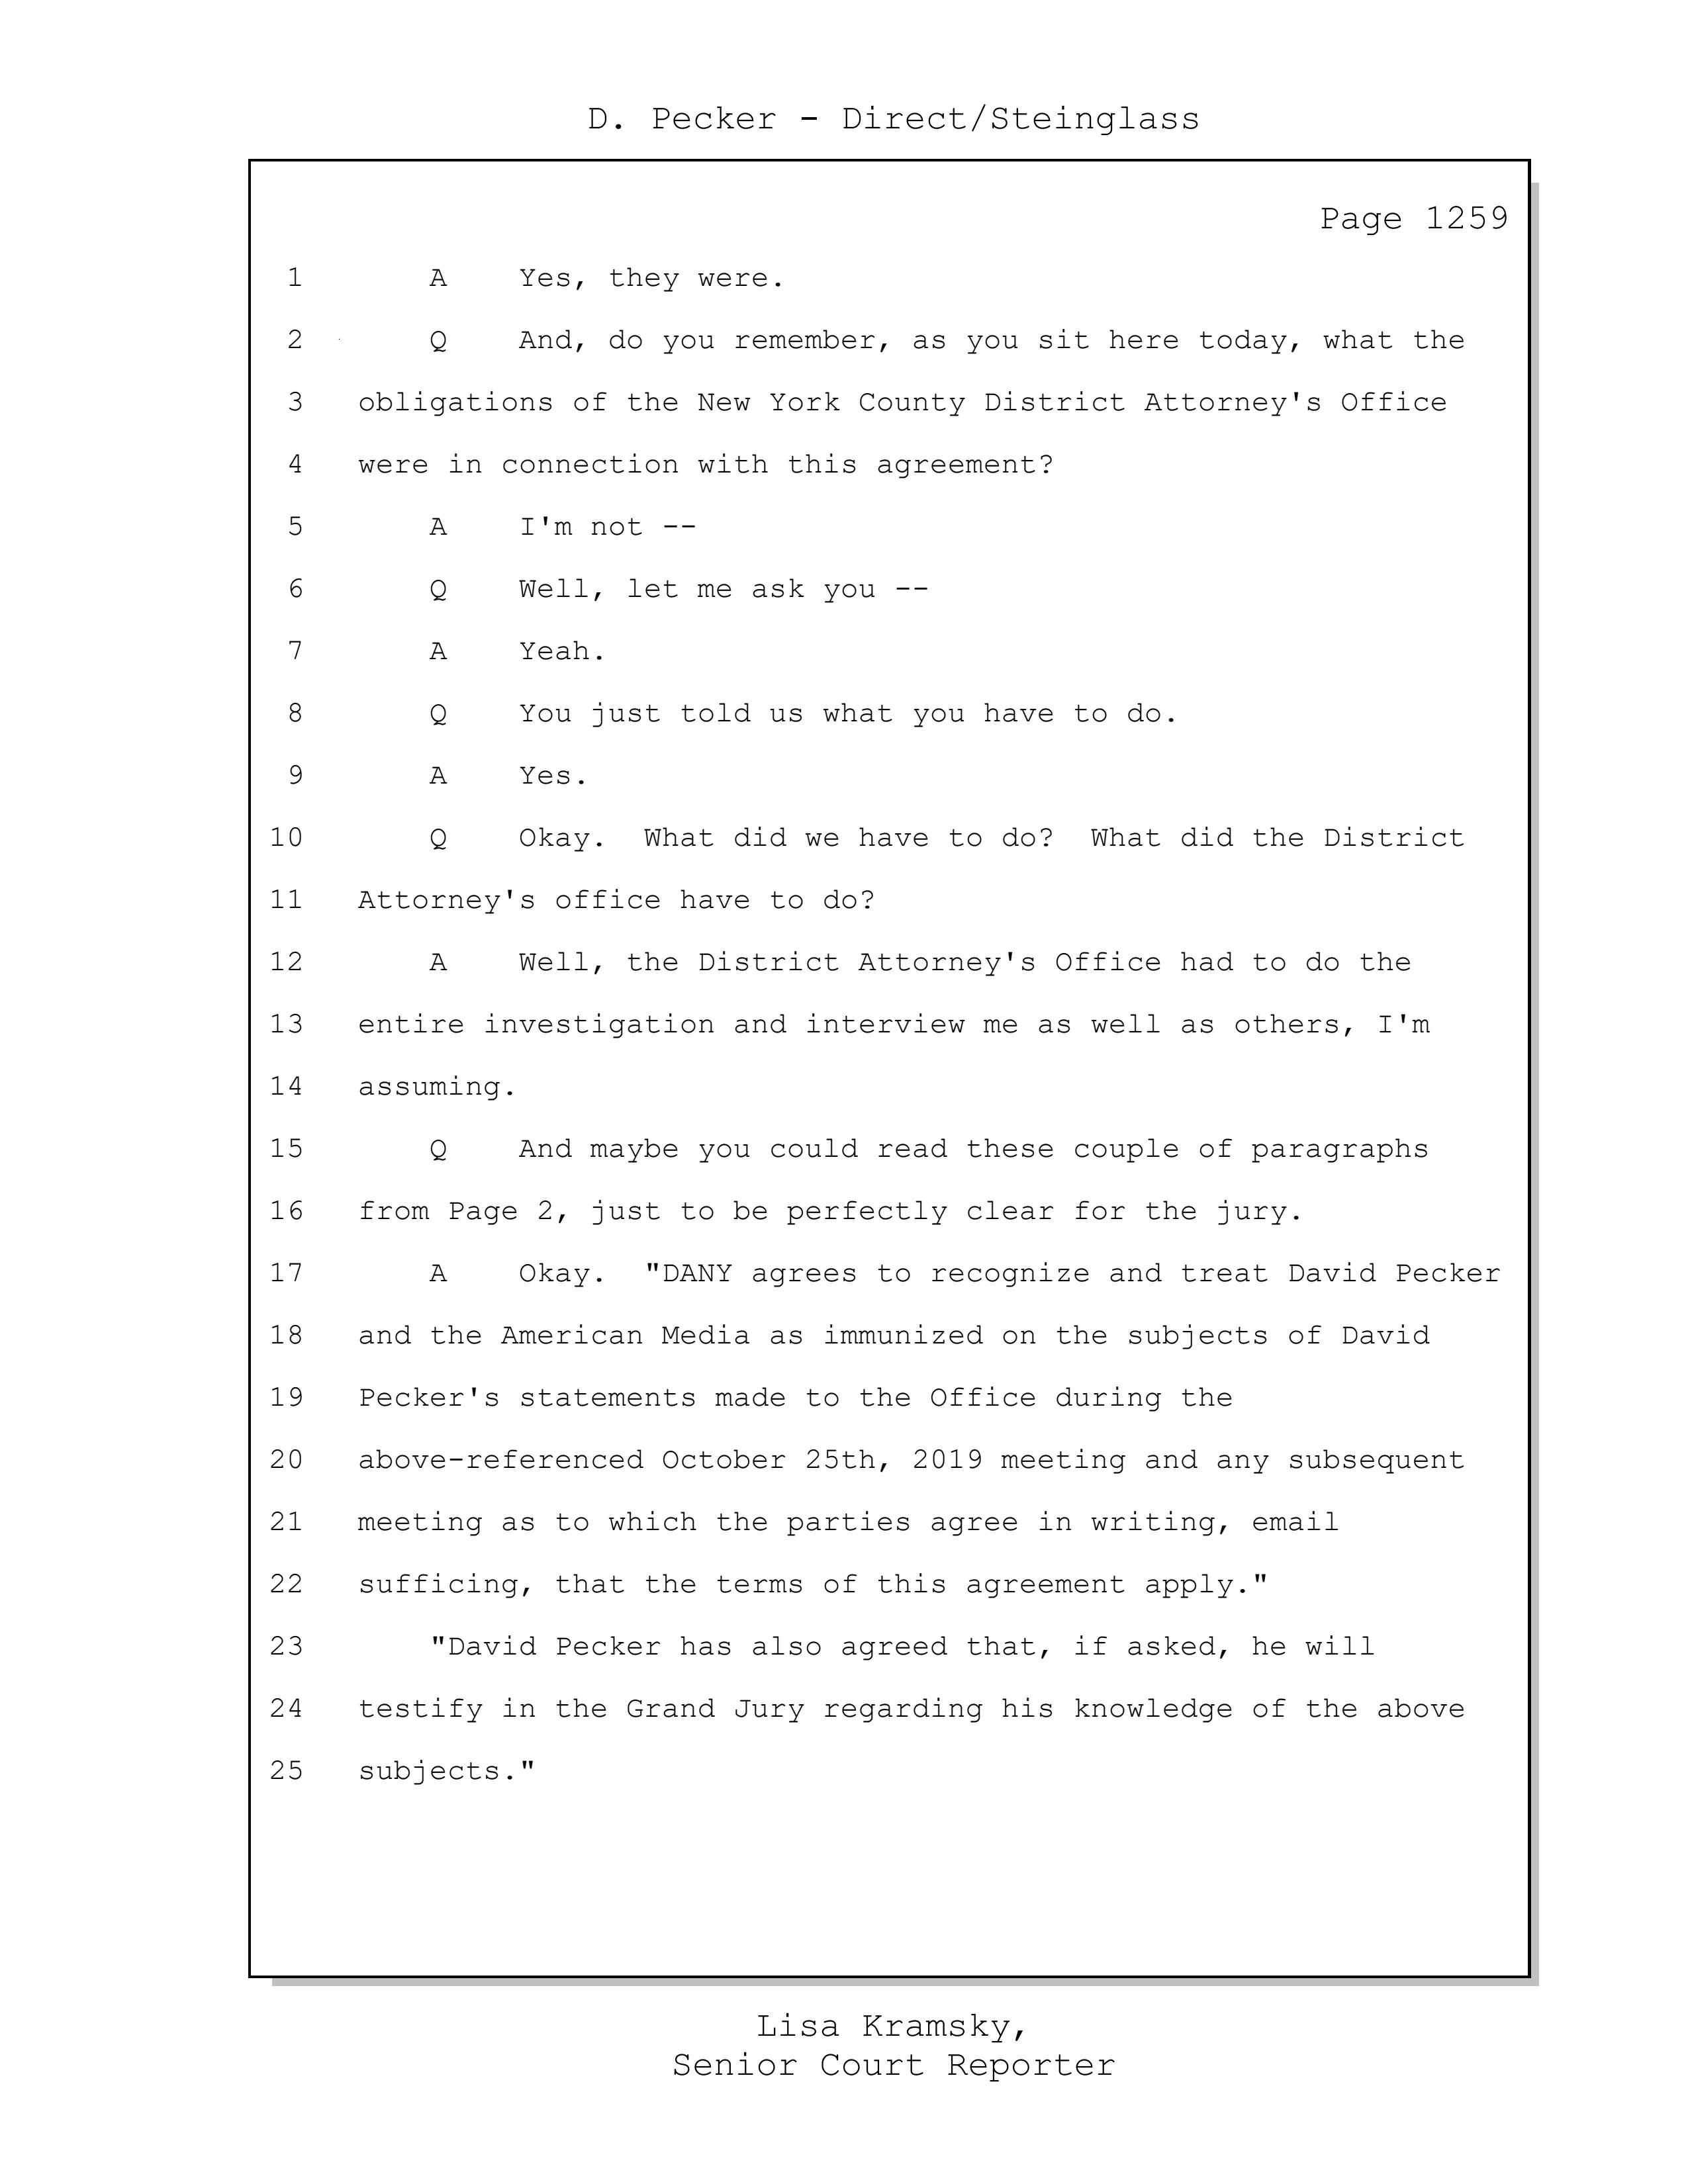 D. Pecker - Direct/Steinglass
Page 1259
1 A Yes, they were.
2 Q And, do you remember, as you sit here today, what the
3 obligations of the New York County District Attorney's Office
4 were in connection with this agreement?
5 A I'm not --
6 Q Well, let me ask you --
7 A Yeah.
8 Q You just told us what you have to do.
9 A Yes.
10 Q Okay. What did we have to do? What did the District
11 Attorney's office have to do?
12 A Well, the District Attorney's Office had to do the
13 entire investigation and interview me as well as others, I'm
14 assuming.
15 Q And maybe you could read these couple of paragraphs
16 from Page 2, just to be perfectly clear for the jury.
17 A Okay. "DANY agrees to recognize and treat David Pecker
18 and the American Media as immunized on the subjects of David
19 Pecker's statements made to the Office during the
20 above-referenced October 25th, 2019 meeting and any subsequent
21 meeting as to which the parties agree in writing, email
22 sufficing, that the terms of this agreement apply."
23 "David Pecker has also agreed that, if asked, he will
24 testify in the Grand Jury regarding his knowledge of the above
25 subjects."
Lisa Kramsky,
Senior Court Reporter